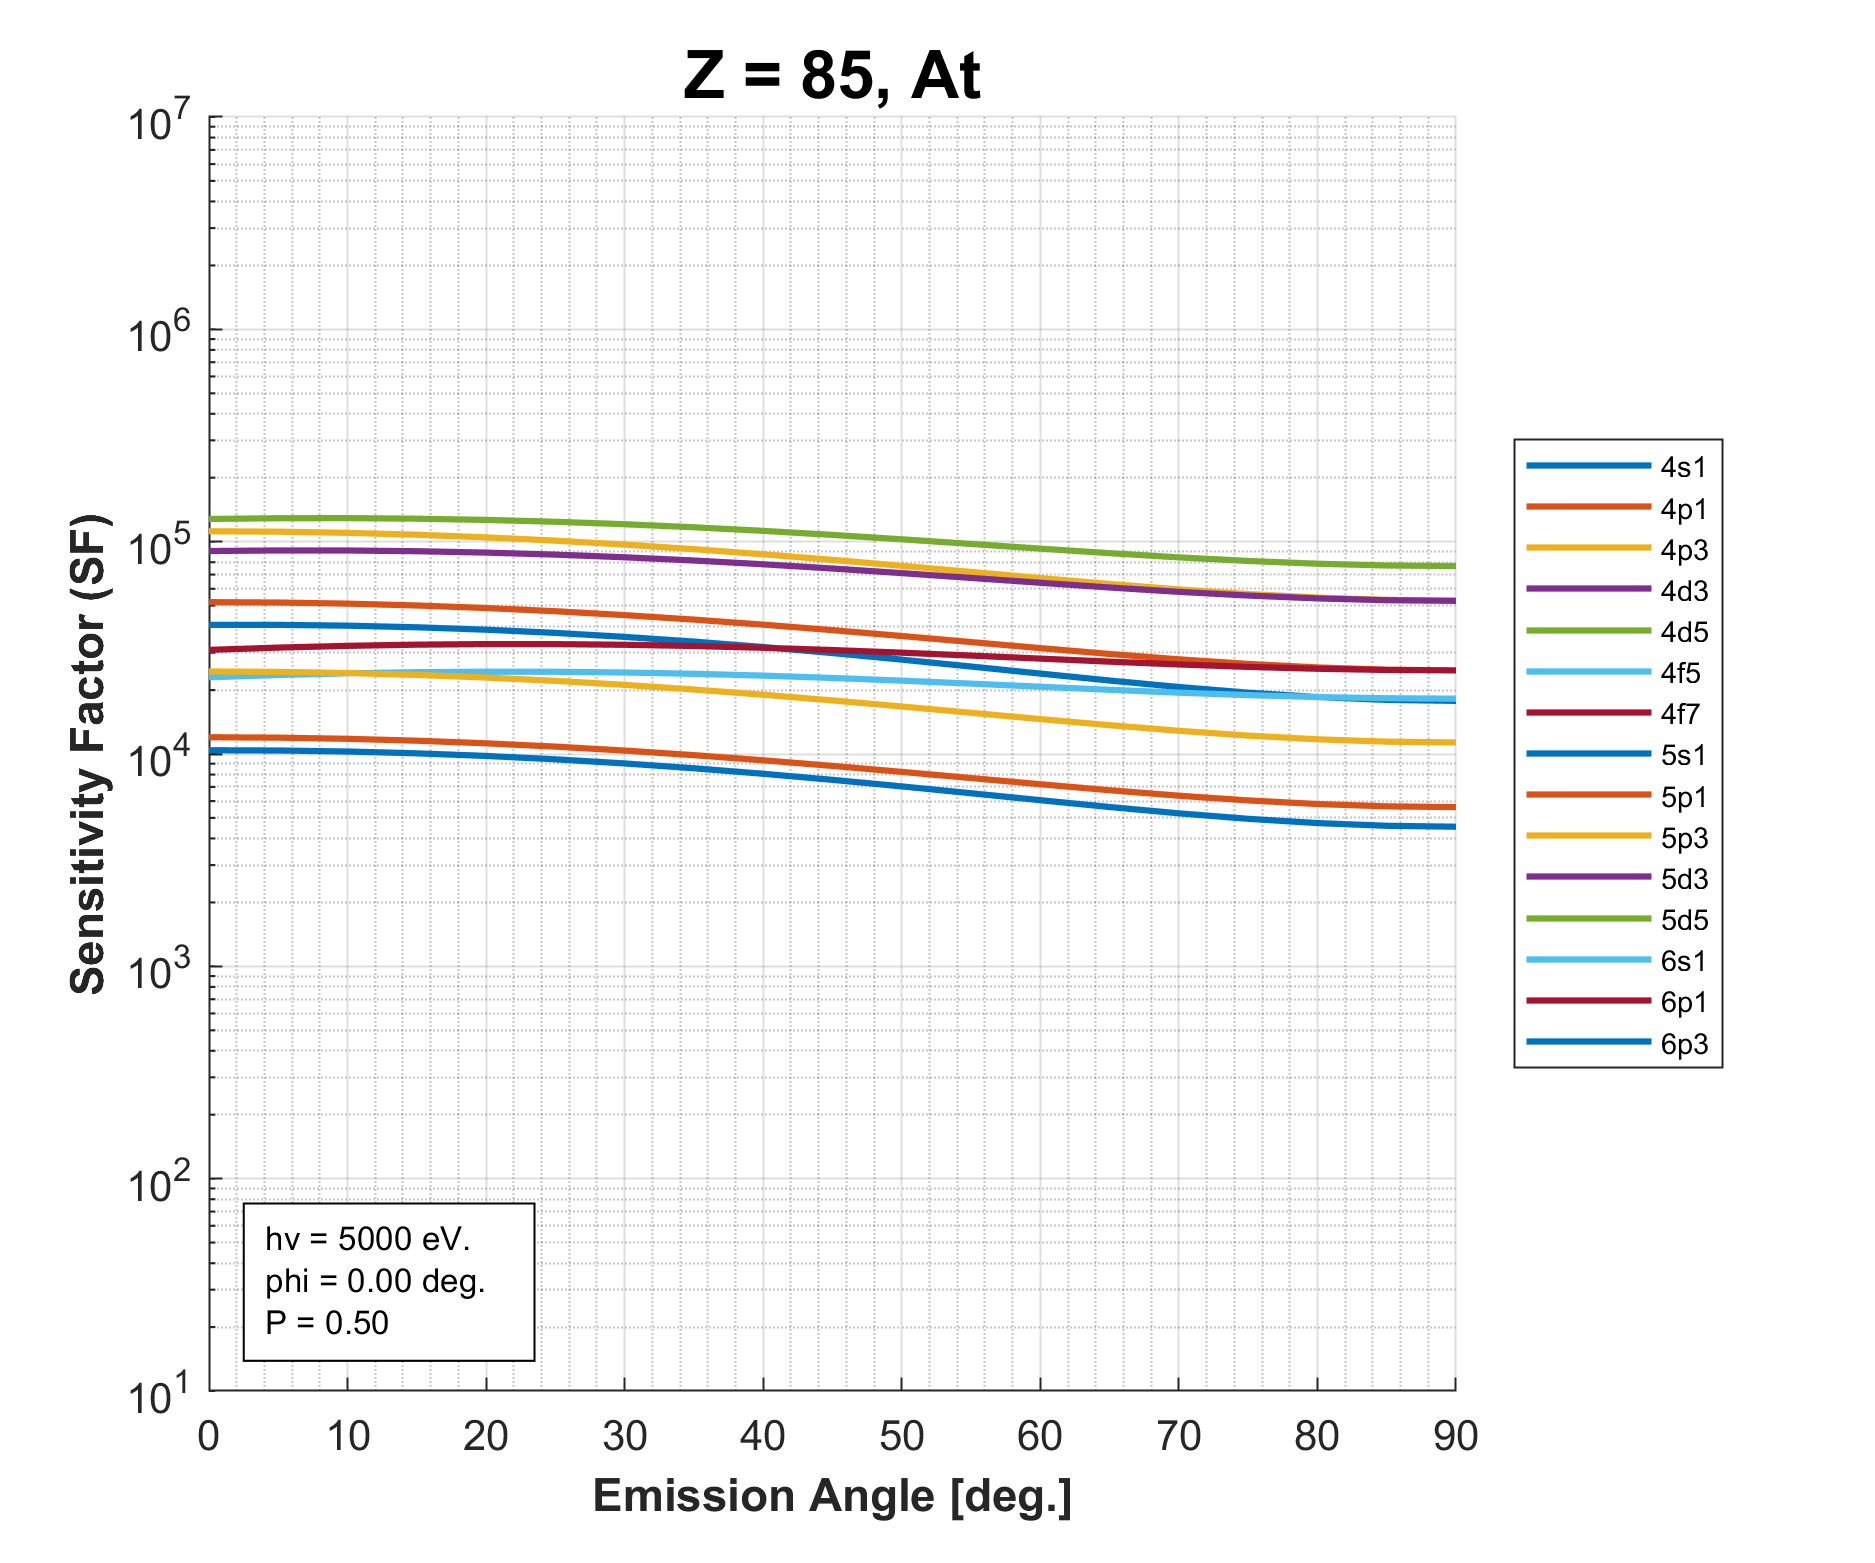 Z = 85, At
10^7
10^6
10^5
10^4
10^3
10^2
10^1
Sensitivity Factor (SF)
0 10 20 30 40 50 60 70 80 90
Emission Angle [deg.]
hv = 5000 eV.
phi = 0.00 deg.
P = 0.50
4s1
4p1
4p3
4d3
4d5
4f5
4f7
5s1
5p1
5p3
5d3
5d5
6s1
6p1
6p3